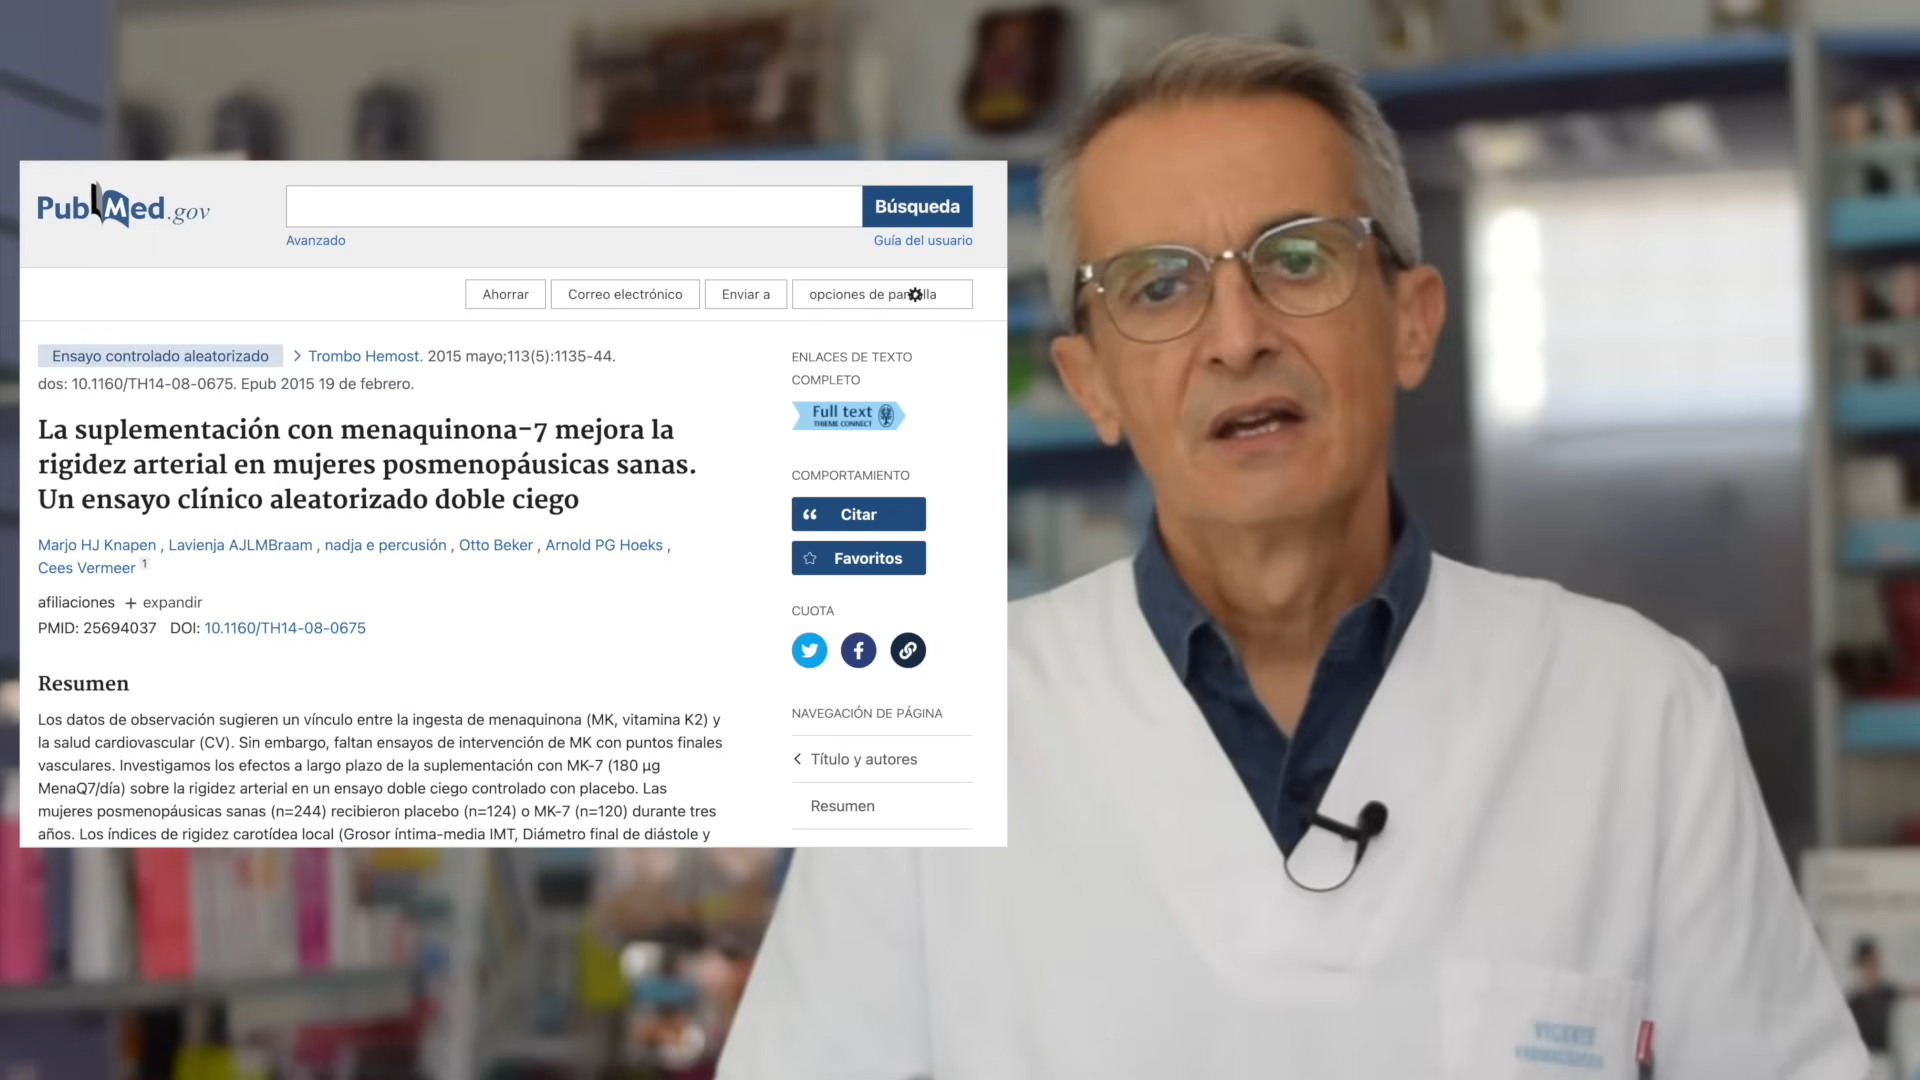 PubMed.gov
Búsqueda
Avanzado
Guía del usuario
Ahorrar
Correo electrónico
Enviar a
opciones de pantalla
Ensayo controlado aleatorizado
Trombo Hemost. 2015 mayo;113(5):1135-44.
dos: 10.1160/TH14-08-0675. Epub 2015 19 de febrero.
La suplementación con menaquinona-7 mejora la
rigidez arterial en mujeres posmenopáusicas sanas.
Un ensayo clínico aleatorizado doble ciego
Marjo HJ Knapen , Lavienja AJLMBraam , nadja e percusión , Otto Beker , Arnold PG Hoeks ,
Cees Vermeer 1
afiliaciones + expandir
PMID: 25694037 DOI: 10.1160/TH14-08-0675
Resumen
Los datos de observación sugieren un vínculo entre la ingesta de menaquinona (MK, vitamina K2) y
la salud cardiovascular (CV). Sin embargo, faltan ensayos de intervención de MK con puntos finales
vasculares. Investigamos los efectos a largo plazo de la suplementación con MK-7 (180 μg
MenaQ7/día) sobre la rigidez arterial en un ensayo doble ciego controlado con placebo. Las
mujeres posmenopáusicas sanas (n=244) recibieron placebo (n=124) o MK-7 (n=120) durante tres
años. Los índices de rigidez carotídea local (Grosor íntima-media IMT, Diámetro final de diástole y
ENLACES DE TEXTO
COMPLETO
Full text
THIEME CONNECT
COMPORTAMIENTO
Citar
Favoritos
CUOTA
NAVEGACIÓN DE PÁGINA
Título y autores
Resumen
VICENTE